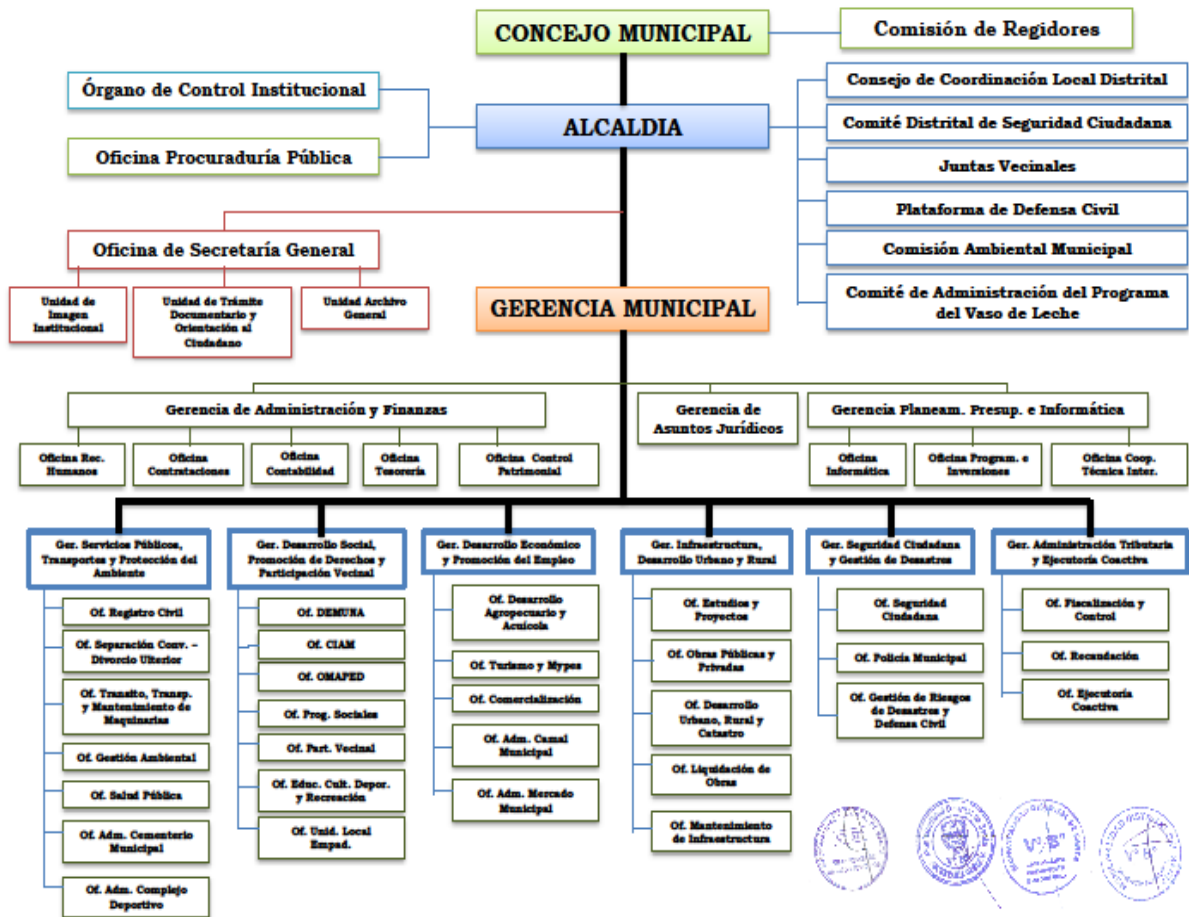 CONCEJO MUNICIPAL
Comisión de Regidores
Órgano de Control Institucional
Oficina Procuraduría Pública
ALCALDIA
Consejo de Coordinación Local Distrital
Comité Distrital de Seguridad Ciudadana
Juntas Vecinales
Plataforma de Defensa Civil
Comisión Ambiental Municipal
Comité de Administración del Programa
del Vaso de Leche
Oficina de Secretaría General
Unidad de
Imagen
Institucional
Unidad de Trámite
Documentario y
Orientación al
Ciudadano
Unidad Archivo
General
GERENCIA MUNICIPAL
Gerencia de Administración y Finanzas
Oficina Rec.
Humanos
Oficina
Contrataciones
Oficina
Contabilidad
Oficina
Tesorería
Oficina Control
Patrimonial
Gerencia de
Asuntos Jurídicos
Gerencia Planeam. Presup. e Informática
Oficina
Informática
Oficina Program. e
Inversiones
Oficina Coop.
Técnica Inter.
Ger. Servicios Públicos,
Transportes y Protección del
Ambiente
Of. Registro Civil
Of. Separación Conv. –
Divorcio Ulterior
Of. Transito, Transp.
y Mantenimiento de
Maquinarias
Of. Gestión Ambiental
Of. Salud Pública
Of. Adm. Cementerio
Municipal
Of. Adm. Complejo
Deportivo
Ger. Desarrollo Social,
Promoción de Derechos y
Participación Vecinal
Of. DEMUNA
Of. CIAM
Of. OMAPED
Of. Prog. Sociales
Of. Part. Vecinal
Of. Educ. Cult. Depor.
y Recreación
Of. Unid. Local
Empad.
Ger. Desarrollo Económico
y Promoción del Empleo
Of. Desarrollo
Agropecuario y
Acuícola
Of. Turismo y Mypes
Of. Comercialización
Of. Adm. Camal
Municipal
Of. Adm. Mercado
Municipal
Ger. Infraestructura,
Desarrollo Urbano y Rural
Of. Estudios y
Proyectos
Of. Obras Públicas y
Privadas
Of. Desarrollo
Urbano, Rural y
Catastro
Of. Liquidación de
Obras
Of. Mantenimiento
de Infraestructura
Ger. Seguridad Ciudadana
y Gestión de Desastres
Of. Seguridad
Ciudadana
Of. Policía Municipal
Of. Gestión de Riesgos
de Desastres y
Defensa Civil
Ger. Administración Tributaria
y Ejecutoría Coactiva
Of. Fiscalización y
Control
Of. Recaudación
Of. Ejecutoría
Coactiva
V° B°
V° B°